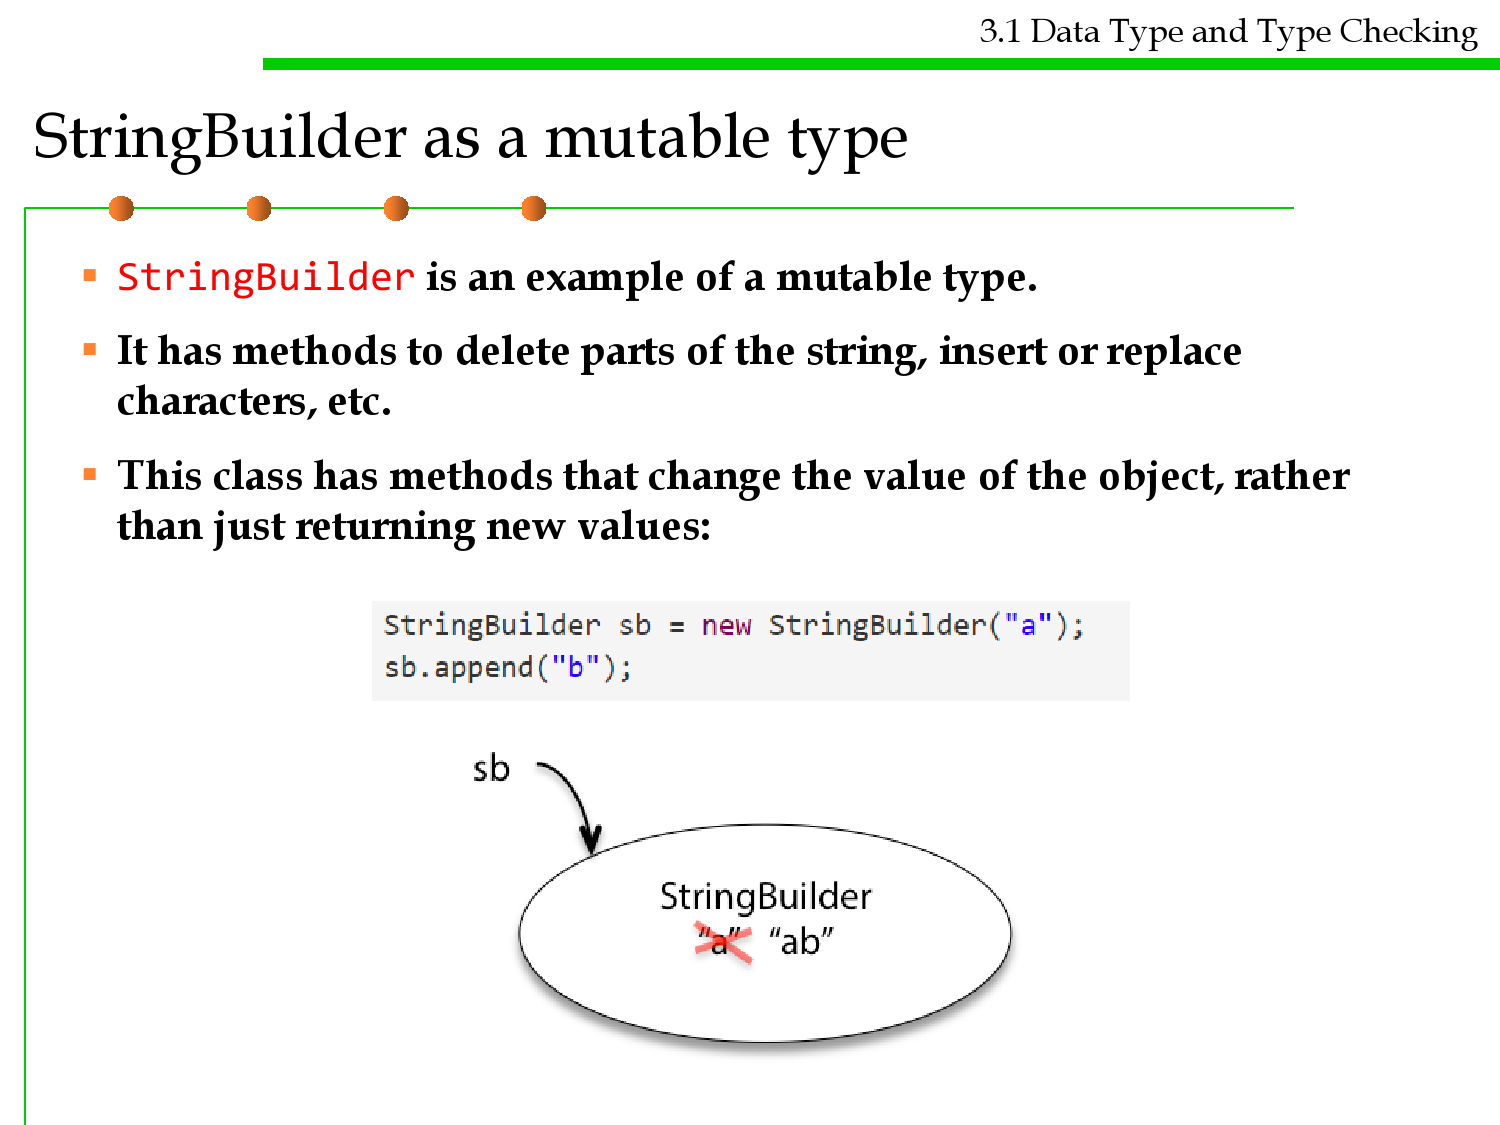 3.1 Data Type and Type Checking
StringBuilder as a mutable type
▪ StringBuilder is an example of a mutable type.
▪ It has methods to delete parts of the string, insert or replace
characters, etc.
▪ This class has methods that change the value of the object, rather
than just returning new values:
StringBuilder sb = new StringBuilder("a");
sb.append("b");
sb
StringBuilder
“a” “ab”